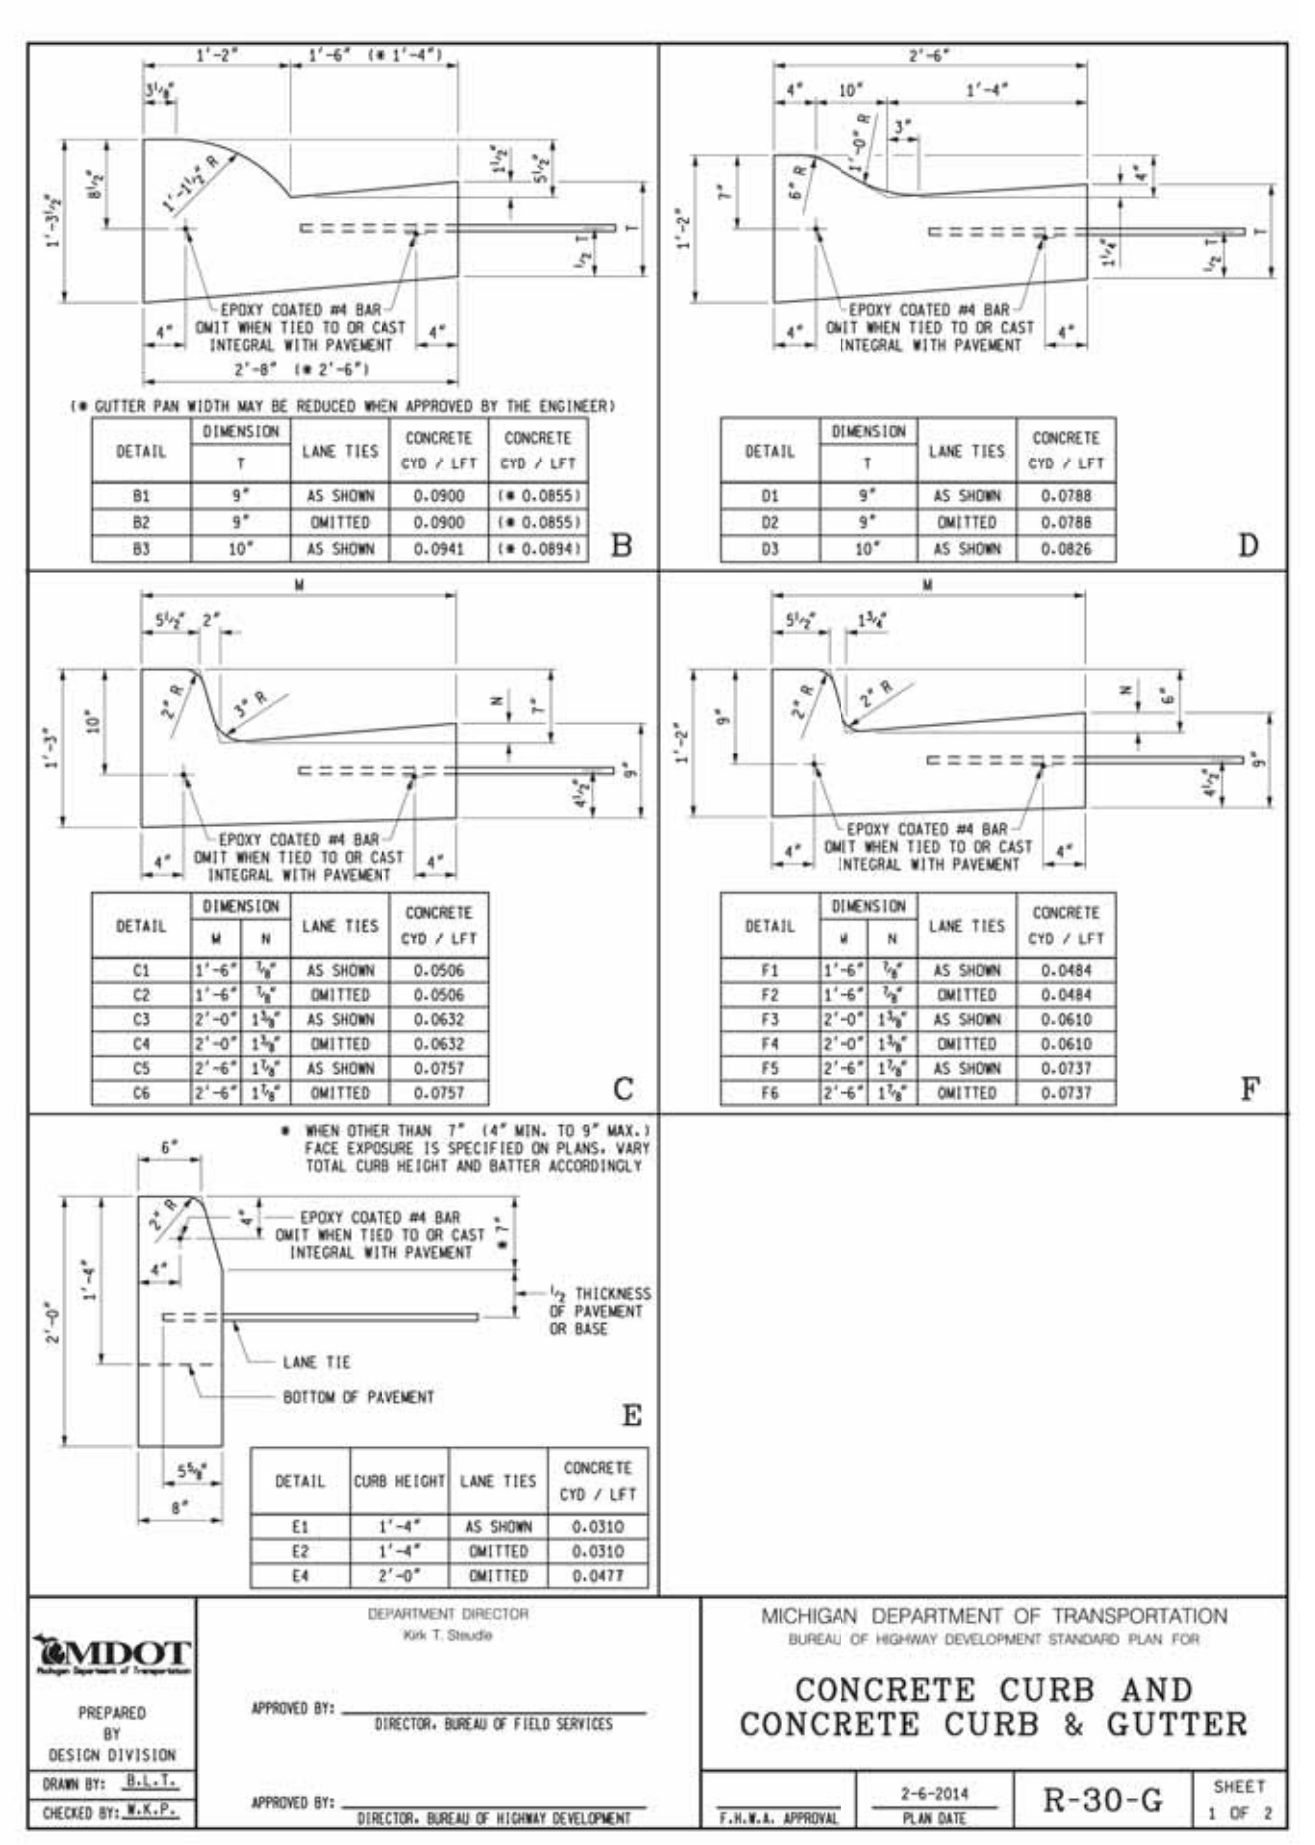 1'-2" 1'-6" (* 1'-4")
3 1/8"
1'-3 1/2"
8 1/2"
1'-1 1/2" R
1 1/2"
5 1/2"
T
1/2 T
EPOXY COATED #4 BAR
4" OMIT WHEN TIED TO OR CAST 4"
INTEGRAL WITH PAVEMENT
2'-8" (* 2'-6")
(* GUTTER PAN WIDTH MAY BE REDUCED WHEN APPROVED BY THE ENGINEER)
DETAIL DIMENSION LANE TIES CONCRETE CONCRETE
T CYD / LFT CYD / LFT
B1 9" AS SHOWN 0.0900 (* 0.0855)
B2 9" OMITTED 0.0900 (* 0.0855)
B3 10" AS SHOWN 0.0941 (* 0.0894)
B
2'-6"
4" 10" 1'-4"
3"
1'-0" R
6" R
7"
1'-2"
4"
1 1/4"
T
1/2 T
EPOXY COATED #4 BAR
4" OMIT WHEN TIED TO OR CAST 4"
INTEGRAL WITH PAVEMENT
DETAIL DIMENSION LANE TIES CONCRETE
T CYD / LFT
D1 9" AS SHOWN 0.0788
D2 9" OMITTED 0.0788
D3 10" AS SHOWN 0.0826
D
M
5 1/2" 2"
2" R
3" R
10"
1'-3"
N
7"
9"
4 1/2"
EPOXY COATED #4 BAR
4" OMIT WHEN TIED TO OR CAST 4"
INTEGRAL WITH PAVEMENT
DETAIL DIMENSION LANE TIES CONCRETE
M N CYD / LFT
C1 1'-6" 7/8" AS SHOWN 0.0506
C2 1'-6" 7/8" OMITTED 0.0506
C3 2'-0" 1 3/8" AS SHOWN 0.0632
C4 2'-0" 1 3/8" OMITTED 0.0632
C5 2'-6" 1 7/8" AS SHOWN 0.0757
C6 2'-6" 1 7/8" OMITTED 0.0757
C
M
5 1/2" 1 3/4"
2" R
2" R
9"
1'-2"
N
6"
9"
4 1/2"
EPOXY COATED #4 BAR
4" OMIT WHEN TIED TO OR CAST 4"
INTEGRAL WITH PAVEMENT
DETAIL DIMENSION LANE TIES CONCRETE
M N CYD / LFT
F1 1'-6" 7/8" AS SHOWN 0.0484
F2 1'-6" 7/8" OMITTED 0.0484
F3 2'-0" 1 3/8" AS SHOWN 0.0610
F4 2'-0" 1 3/8" OMITTED 0.0610
F5 2'-6" 1 7/8" AS SHOWN 0.0737
F6 2'-6" 1 7/8" OMITTED 0.0737
F
* WHEN OTHER THAN 7" (4" MIN. TO 9" MAX.)
FACE EXPOSURE IS SPECIFIED ON PLANS, VARY
TOTAL CURB HEIGHT AND BATTER ACCORDINGLY
6"
2" R
4"
EPOXY COATED #4 BAR
OMIT WHEN TIED TO OR CAST
INTEGRAL WITH PAVEMENT
* 7"
4"
1'-4"
2'-0"
1/2 THICKNESS
OF PAVEMENT
OR BASE
LANE TIE
BOTTOM OF PAVEMENT
E
5 5/8"
8"
DETAIL CURB HEIGHT LANE TIES CONCRETE
CYD / LFT
E1 1'-4" AS SHOWN 0.0310
E2 1'-4" OMITTED 0.0310
E4 2'-0" OMITTED 0.0477
MDOT
Michigan Department of Transportation
PREPARED
BY
DESIGN DIVISION
DRAWN BY: B.L.T.
CHECKED BY: W.K.P.
DEPARTMENT DIRECTOR
Kirk T. Steudle
APPROVED BY:
DIRECTOR, BUREAU OF FIELD SERVICES
APPROVED BY:
DIRECTOR, BUREAU OF HIGHWAY DEVELOPMENT
MICHIGAN DEPARTMENT OF TRANSPORTATION
BUREAU OF HIGHWAY DEVELOPMENT STANDARD PLAN FOR
CONCRETE CURB AND
CONCRETE CURB & GUTTER
F.H.W.A. APPROVAL
2-6-2014
PLAN DATE
R-30-G
SHEET
1 OF 2